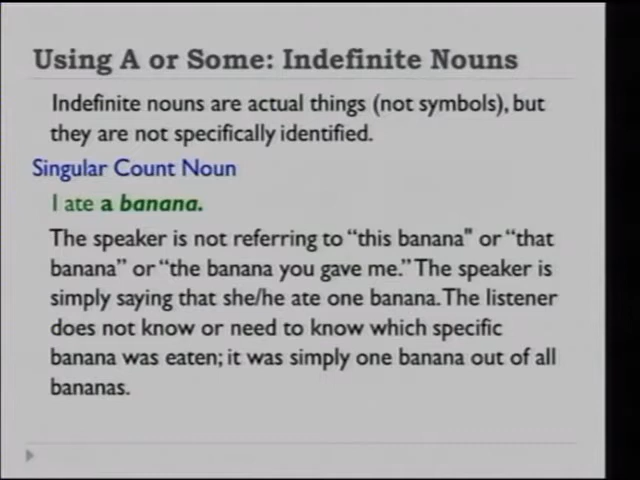 Using A or Some: Indefinite Nouns
Indefinite nouns are actual things (not symbols), but
they are not specifically identified.
Singular Count Noun
I ate a banana.
The speaker is not referring to “this banana" or “that
banana” or “the banana you gave me.” The speaker is
simply saying that she/he ate one banana. The listener
does not know or need to know which specific
banana was eaten; it was simply one banana out of all
bananas.